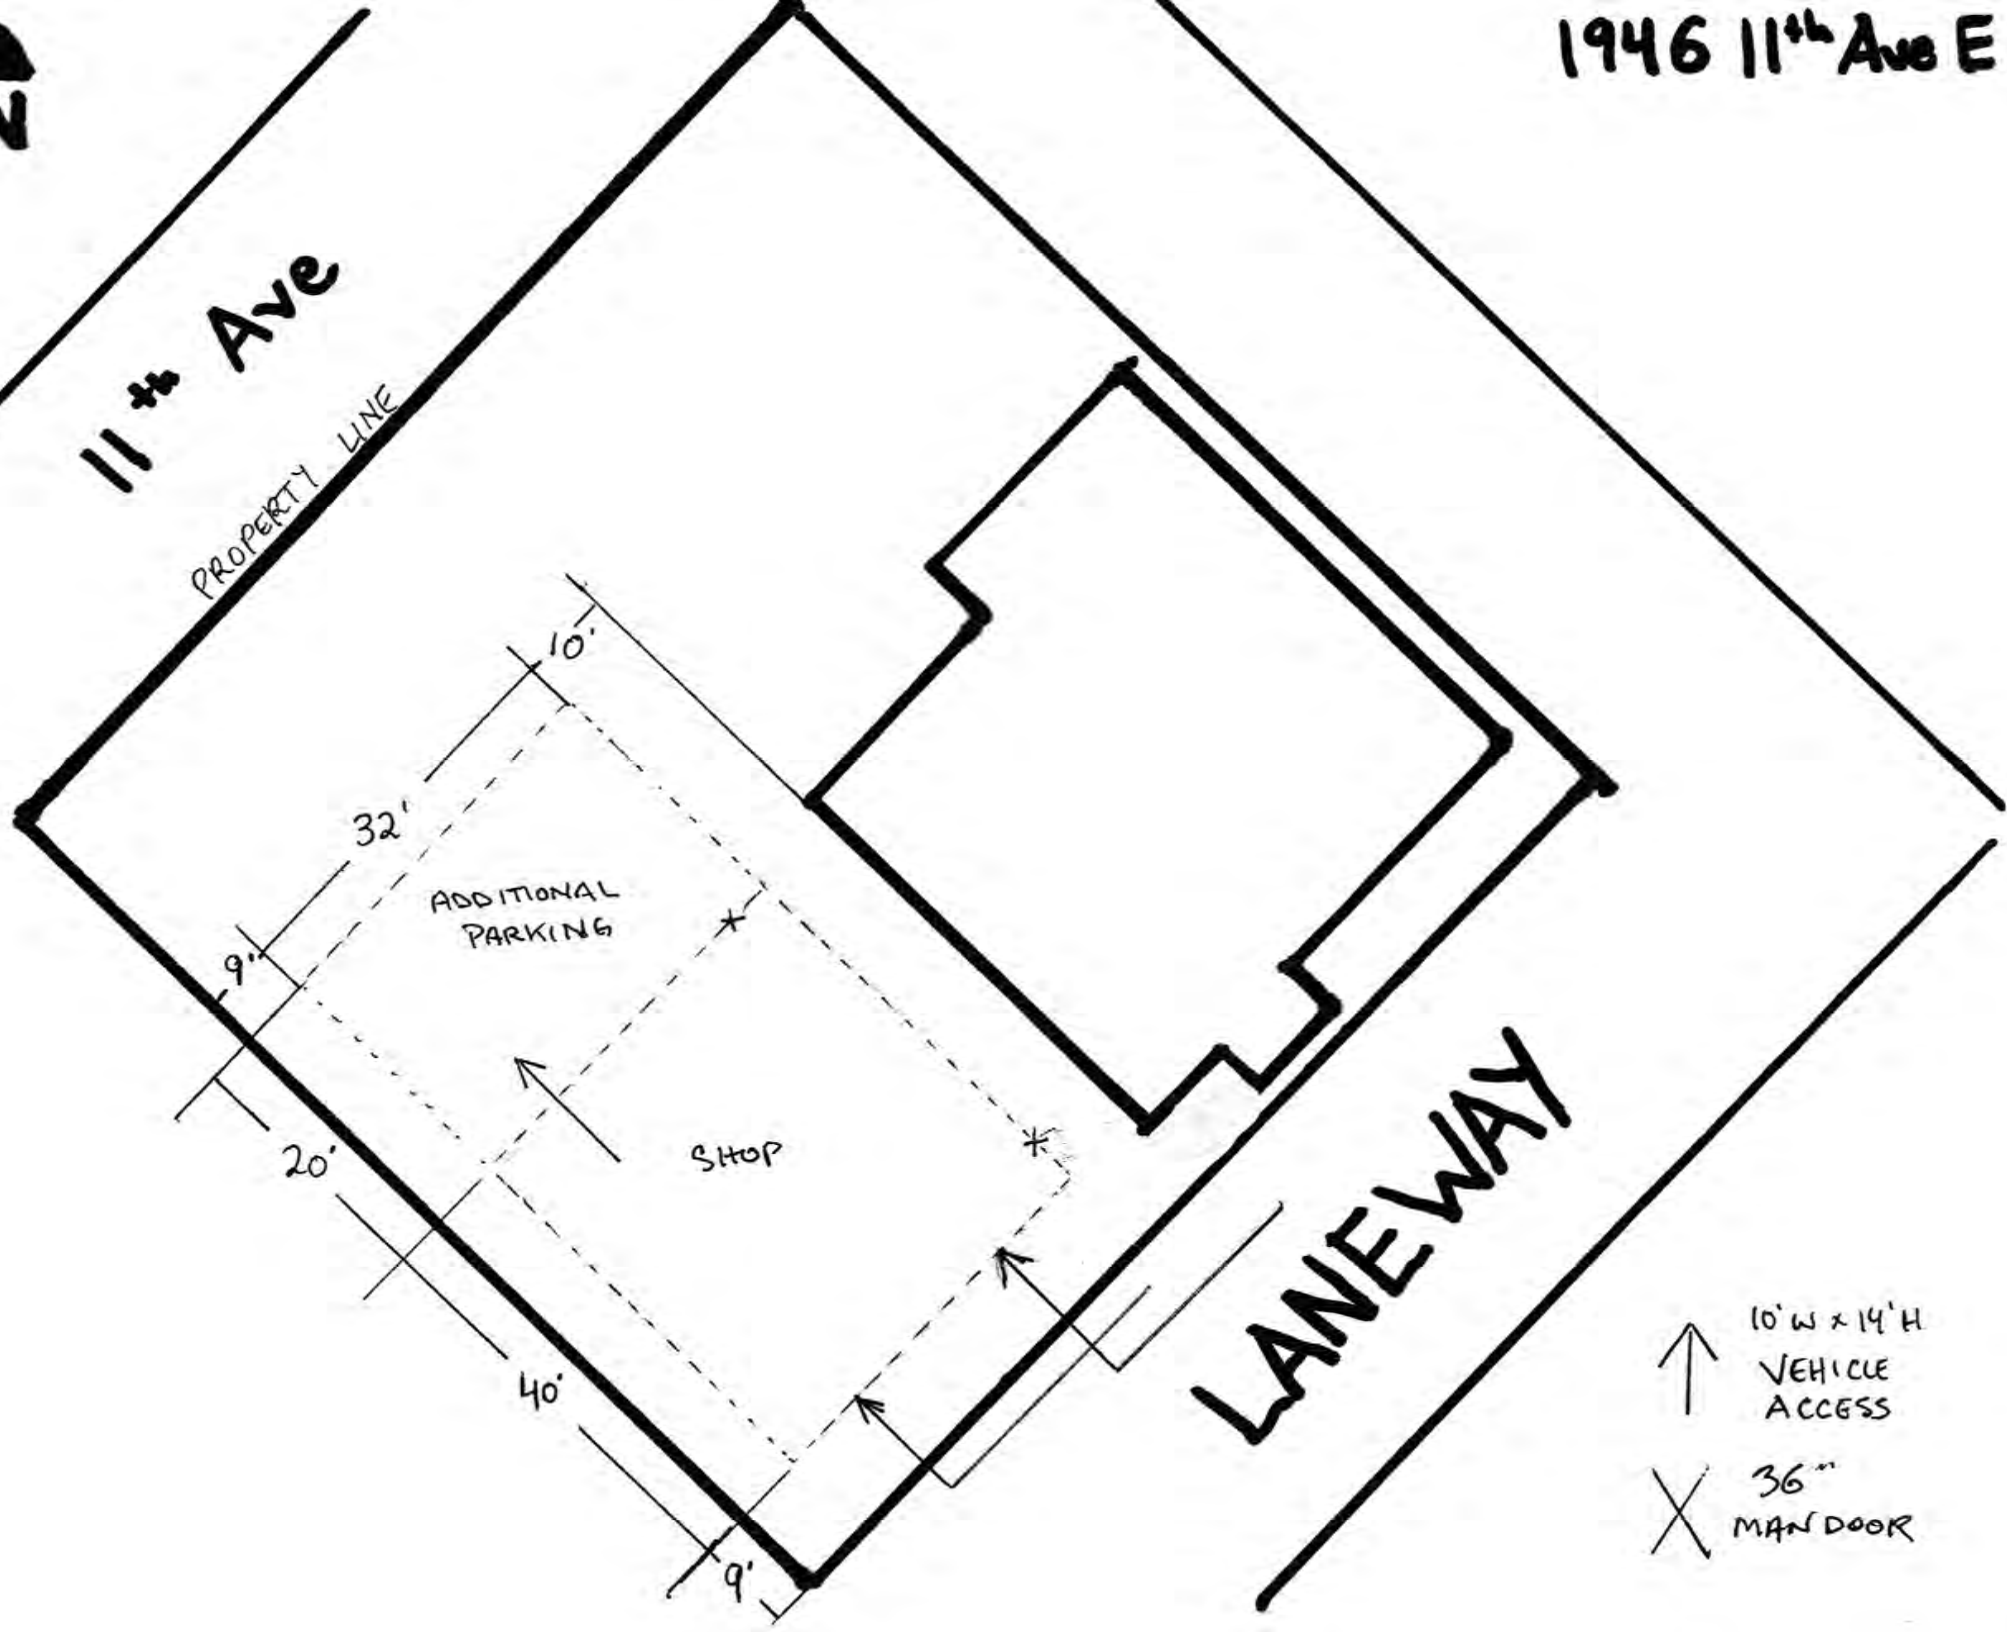 N
1946 11th Ave E
11th Ave
PROPERTY LINE
10'
32'
ADDITIONAL
PARKING
9'
20'
SHOP
40'
9'
LANEWAY
10'W x 14'H
VEHICLE
ACCESS
36"
MAN DOOR